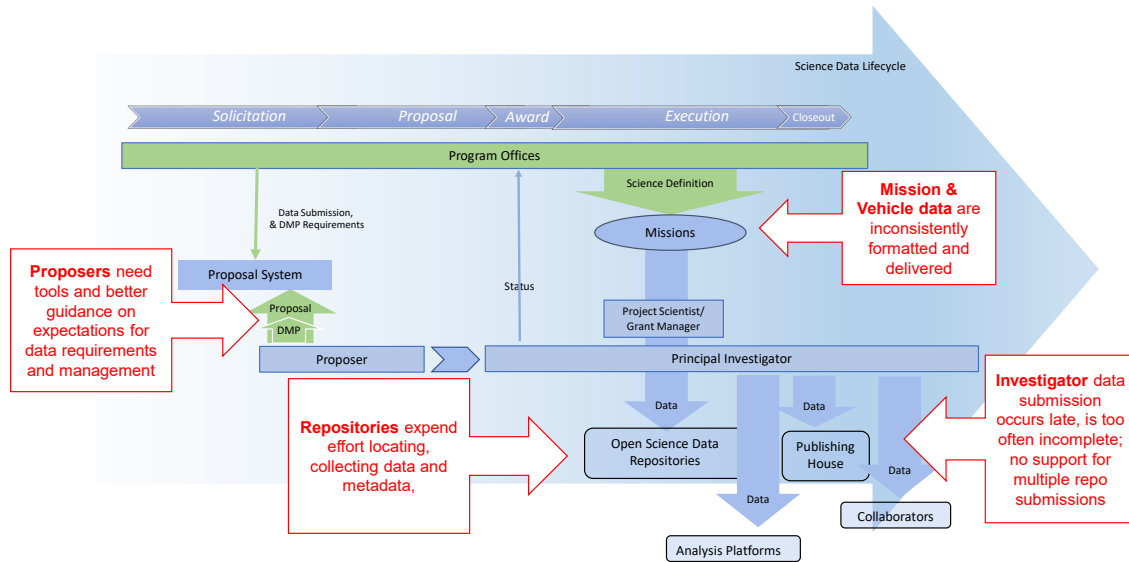 Science Data Lifecycle
Solicitation
Proposal
Award
Execution
Closeout
Program Offices
Science Definition
Data Submission,
& DMP Requirements
Mission &
Vehicle data are
inconsistently
formatted and
delivered
Missions
Proposers need
tools and better
guidance on
expectations for
data requirements
and management
Proposal System
Status
Proposal
DMP
Project Scientist/
Grant Manager
Proposer
Principal Investigator
Investigator data
submission
occurs late, is too
often incomplete;
no support for
multiple repo
submissions
Repositories expend
effort locating,
collecting data and
metadata,
Data
Data
Open Science Data
Repositories
Publishing
House
Data
Data
Collaborators
Analysis Platforms